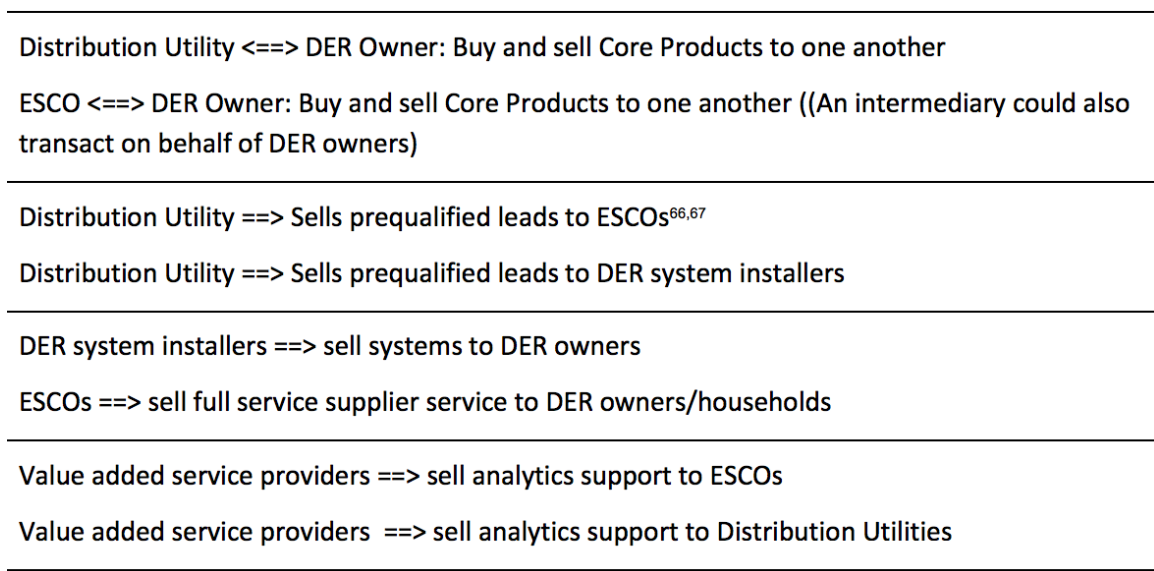 Distribution Utility <==> DER Owner: Buy and sell Core Products to one another
ESCO <==> DER Owner: Buy and sell Core Products to one another ((An intermediary could also
transact on behalf of DER owners)
Distribution Utility ==> Sells prequalified leads to ESCOs66,67
Distribution Utility ==> Sells prequalified leads to DER system installers
DER system installers ==> sell systems to DER owners
ESCOs ==> sell full service supplier service to DER owners/households
Value added service providers ==> sell analytics support to ESCOs
Value added service providers  ==> sell analytics support to Distribution Utilities